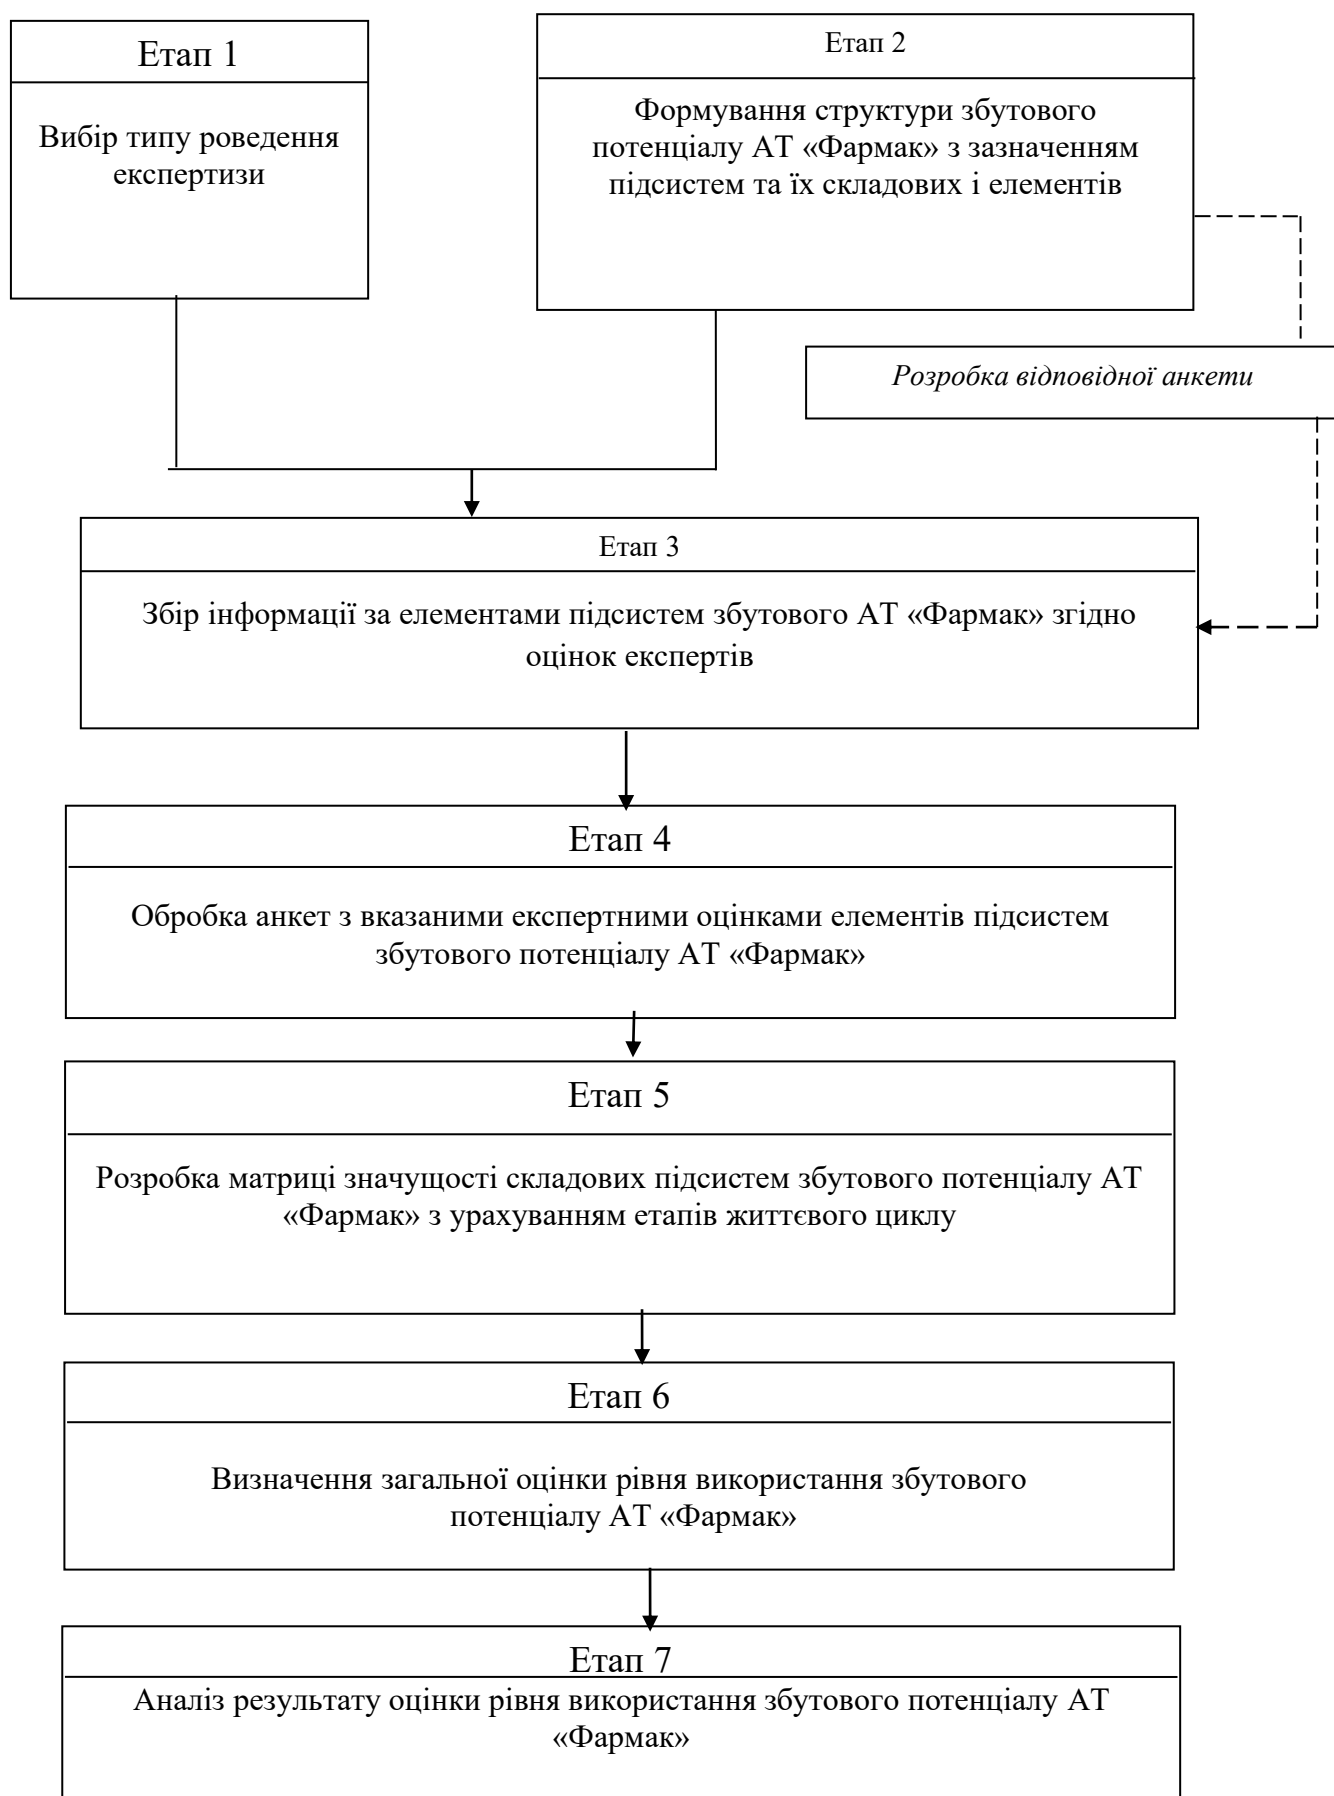 Етап 1
Вибір типу роведення
експертизи
Етап 2
Формування структури збутового
потенціалу АТ «Фармак» з зазначенням
підсистем та їх складових і елементів
Розробка відповідної анкети
Етап 3
Збір інформації за елементами підсистем збутового АТ «Фармак» згідно
оцінок експертів
Етап 4
Обробка анкет з вказаними експертними оцінками елементів підсистем
збутового потенціалу АТ «Фармак»
Етап 5
Розробка матриці значущості складових підсистем збутового потенціалу АТ
«Фармак» з урахуванням етапів життєвого циклу
Етап 6
Визначення загальної оцінки рівня використання збутового
потенціалу АТ «Фармак»
Етап 7
Аналіз результату оцінки рівня використання збутового потенціалу АТ
«Фармак»